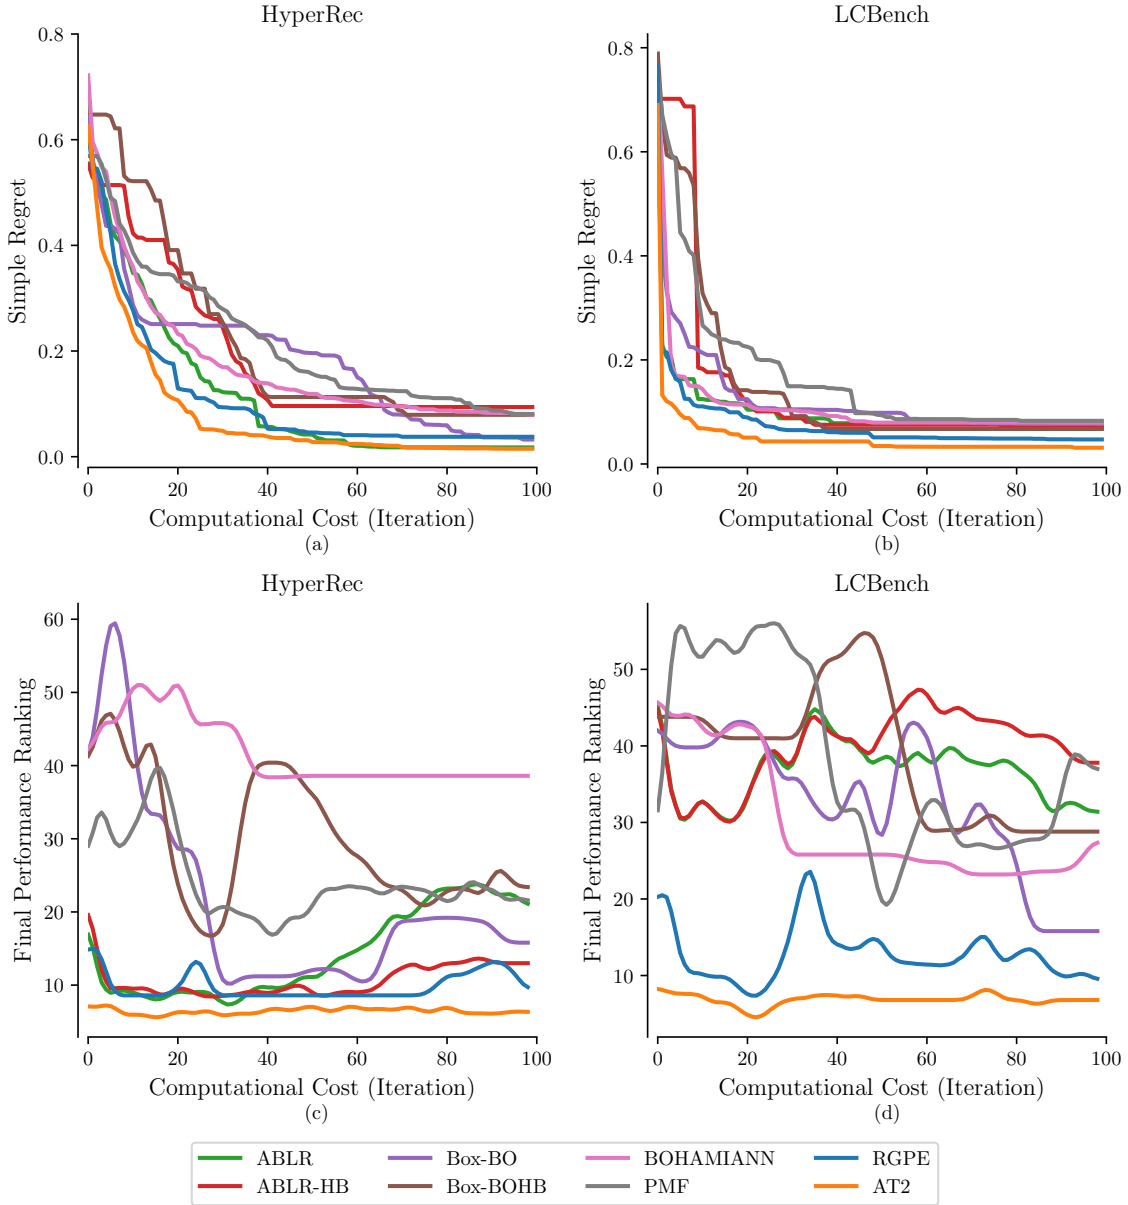 HyperRec
LCBench
0.8
0.6
0.4
0.2
0.0
Simple Regret
0 20 40 60 80 100
Computational Cost (Iteration)
(a)
0.8
0.6
0.4
0.2
0.0
Simple Regret
0 20 40 60 80 100
Computational Cost (Iteration)
(b)
HyperRec
LCBench
60
50
40
30
20
10
Final Performance Ranking
0 20 40 60 80 100
Computational Cost (Iteration)
(c)
50
40
30
20
10
Final Performance Ranking
0 20 40 60 80 100
Computational Cost (Iteration)
(d)
ABLR Box-BO BOHAMIANN RGPE
ABLR-HB Box-BOHB PMF AT2